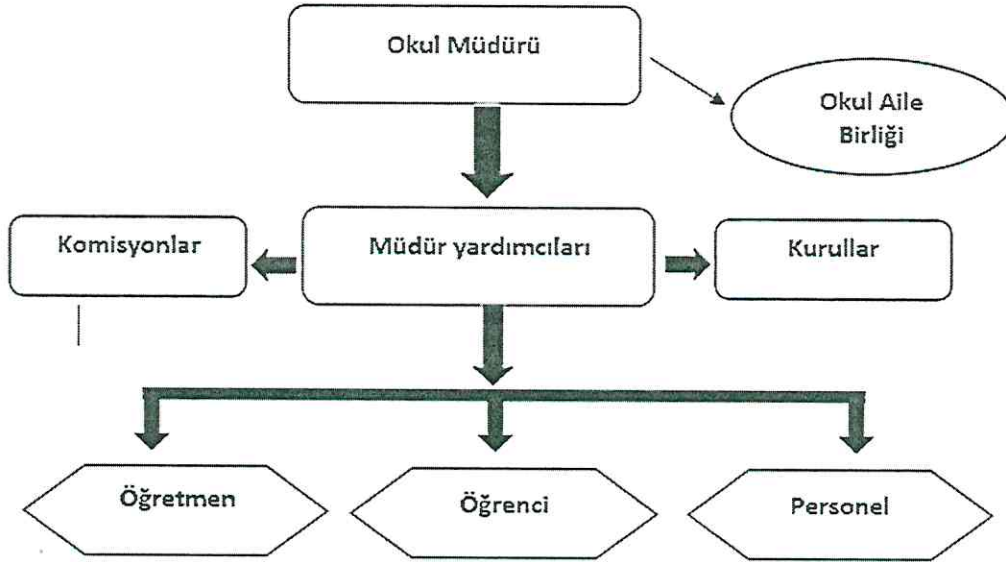 Okul Müdürü
Okul Aile
Birliği
Komisyonlar
Müdür yardımcıları
Kurullar
Öğretmen
Öğrenci
Personel